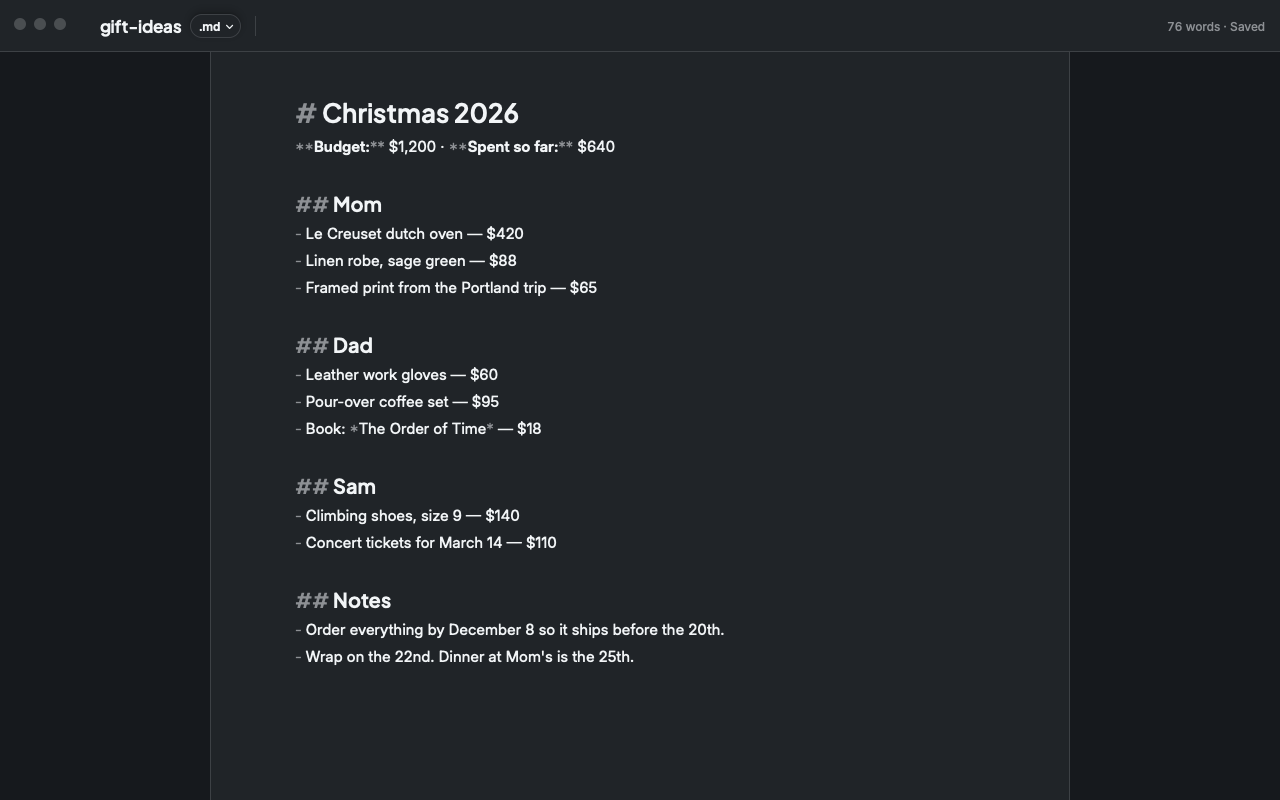 gift-ideas .md
76 words · Saved
# Christmas 2026
**Budget:** $1,200 · **Spent so far:** $640
## Mom
- Le Creuset dutch oven — $420
- Linen robe, sage green — $88
- Framed print from the Portland trip — $65
## Dad
- Leather work gloves — $60
- Pour-over coffee set — $95
- Book: *The Order of Time* — $18
## Sam
- Climbing shoes, size 9 — $140
- Concert tickets for March 14 — $110
## Notes
- Order everything by December 8 so it ships before the 20th.
- Wrap on the 22nd. Dinner at Mom's is the 25th.